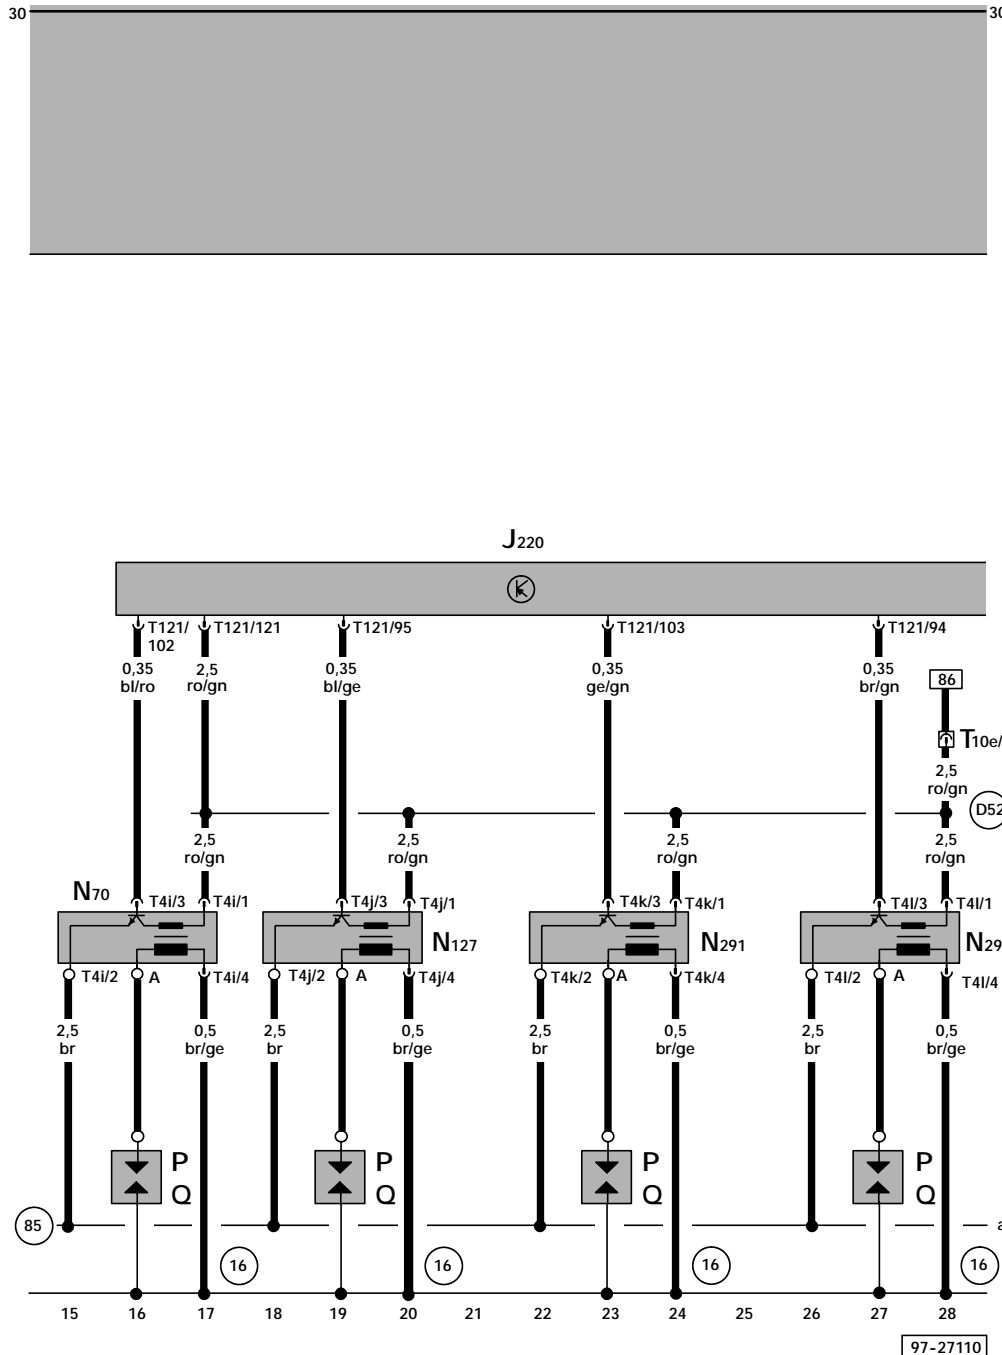 30 30
J220
T121/ 102 T121/121 T121/95 T121/103 T121/94
0,35 2,5 0,35 0,35 0,35
bl/ro ro/gn bl/ge ge/gn br/gn
86
T10e/
2,5
ro/gn
D52
2,5 2,5 2,5 2,5
ro/gn ro/gn ro/gn ro/gn
N70 T4i/3 T4i/1 T4j/3 T4j/1 T4k/3 T4k/1 T4l/3 T4l/1
N127 N291 N29
T4i/2 A T4i/4 T4j/2 A T4j/4 T4k/2 A T4k/4 T4l/2 A T4l/4
2,5 0,5 2,5 0,5 2,5 0,5 2,5 0,5
br br/ge br br/ge br br/ge br br/ge
P P P P
Q Q Q Q
85 a
16 16 16 16
15 16 17 18 19 20 21 22 23 24 25 26 27 28
97-27110